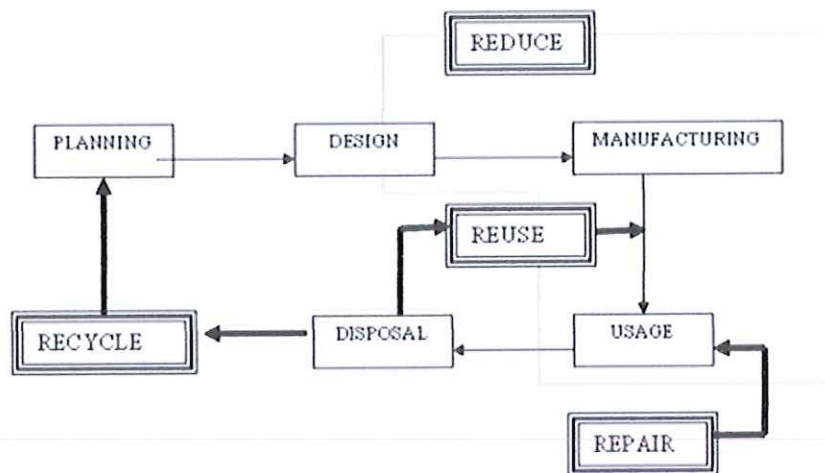 REDUCE
PLANNING
DESIGN
MANUFACTURING
REUSE
RECYCLE
DISPOSAL
USAGE
REPAIR